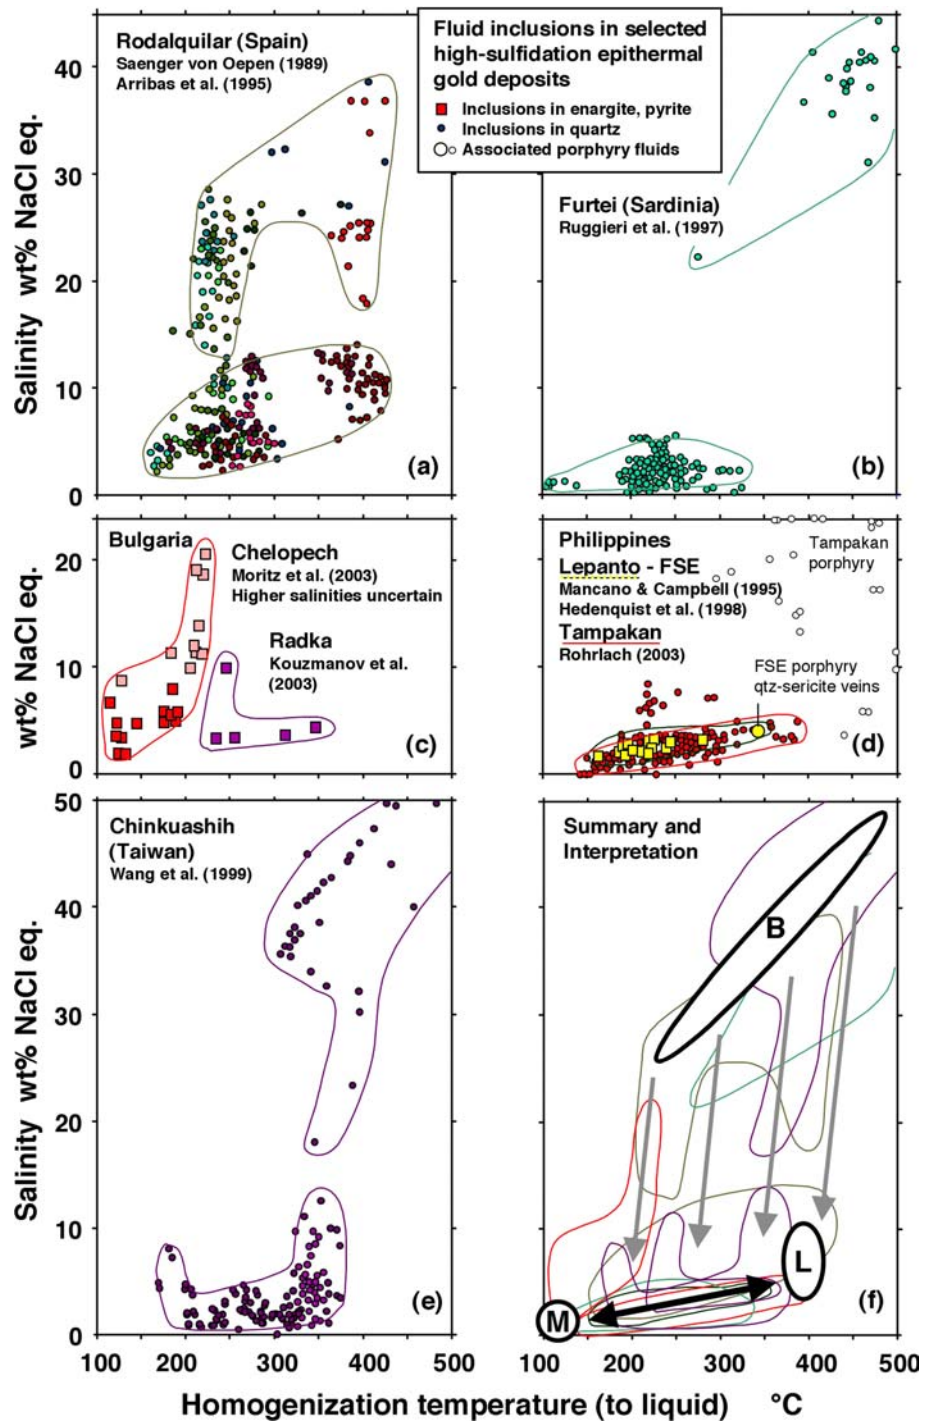 Rodalquilar (Spain)
Saenger von Oepen (1989)
Arribas et al. (1995)
Fluid inclusions in selected
high-sulfidation epithermal
gold deposits
Inclusions in enargite, pyrite
Inclusions in quartz
Associated porphyry fluids
Furtei (Sardinia)
Ruggieri et al. (1997)
Salinity wt% NaCl eq.
40
30
20
10
0
(a)
(b)
Bulgaria
Chelopech
Moritz et al. (2003)
Higher salinities uncertain
Radka
Kouzmanov et al.
(2003)
(c)
wt% NaCl eq.
20
10
0
Philippines
Lepanto - FSE
Mancano & Campbell (1995)
Hedenquist et al. (1998)
Tampakan
Rohrlach (2003)
Tampakan
porphyry
FSE porphyry
qtz-sericite veins
(d)
Chinkuashih
(Taiwan)
Wang et al. (1999)
Salinity wt% NaCl eq.
50
40
30
20
10
0
(e)
Summary and
Interpretation
B
L
M
(f)
100 200 300 400 500
100 200 300 400 500
Homogenization temperature (to liquid) °C